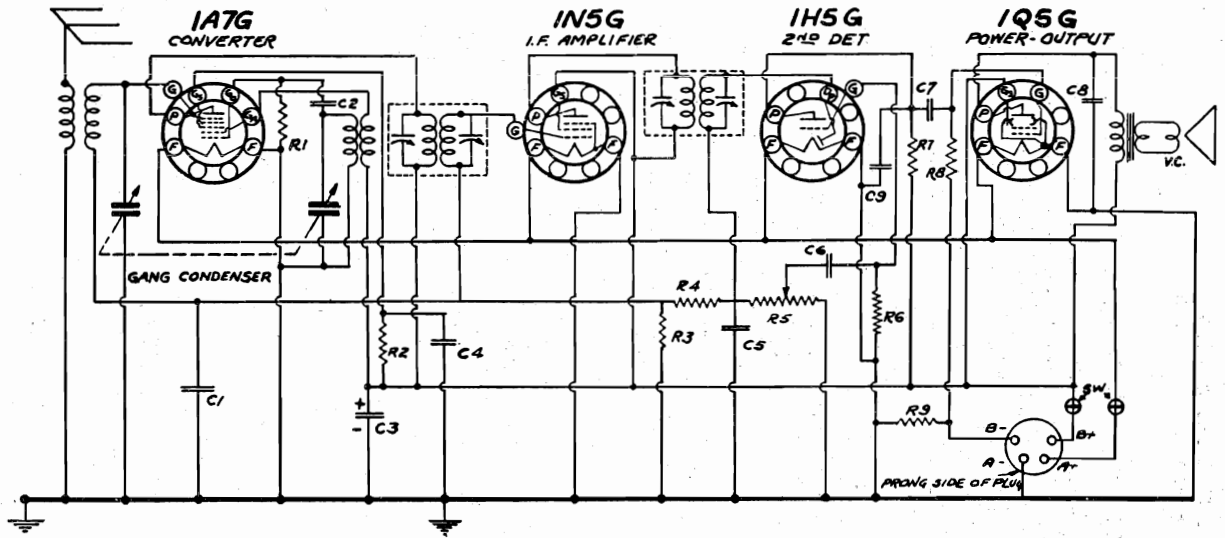 1A7G
CONVERTER
1N5G
I.F. AMPLIFIER
1H5G
2ND DET
1Q5G
POWER-OUTPUT
G
P
F
F
C2
R1
G
P
F
F
G
P
F
F
C7
C9
R7
R8
G
P
F
F
C8
V.C.
GANG CONDENSER
C6
R4
R5
R6
R3
C5
R2
C4
C1
+
-
C3
R9
SW.
B-
B+
A-
A+
PRONG SIDE OF PLUG